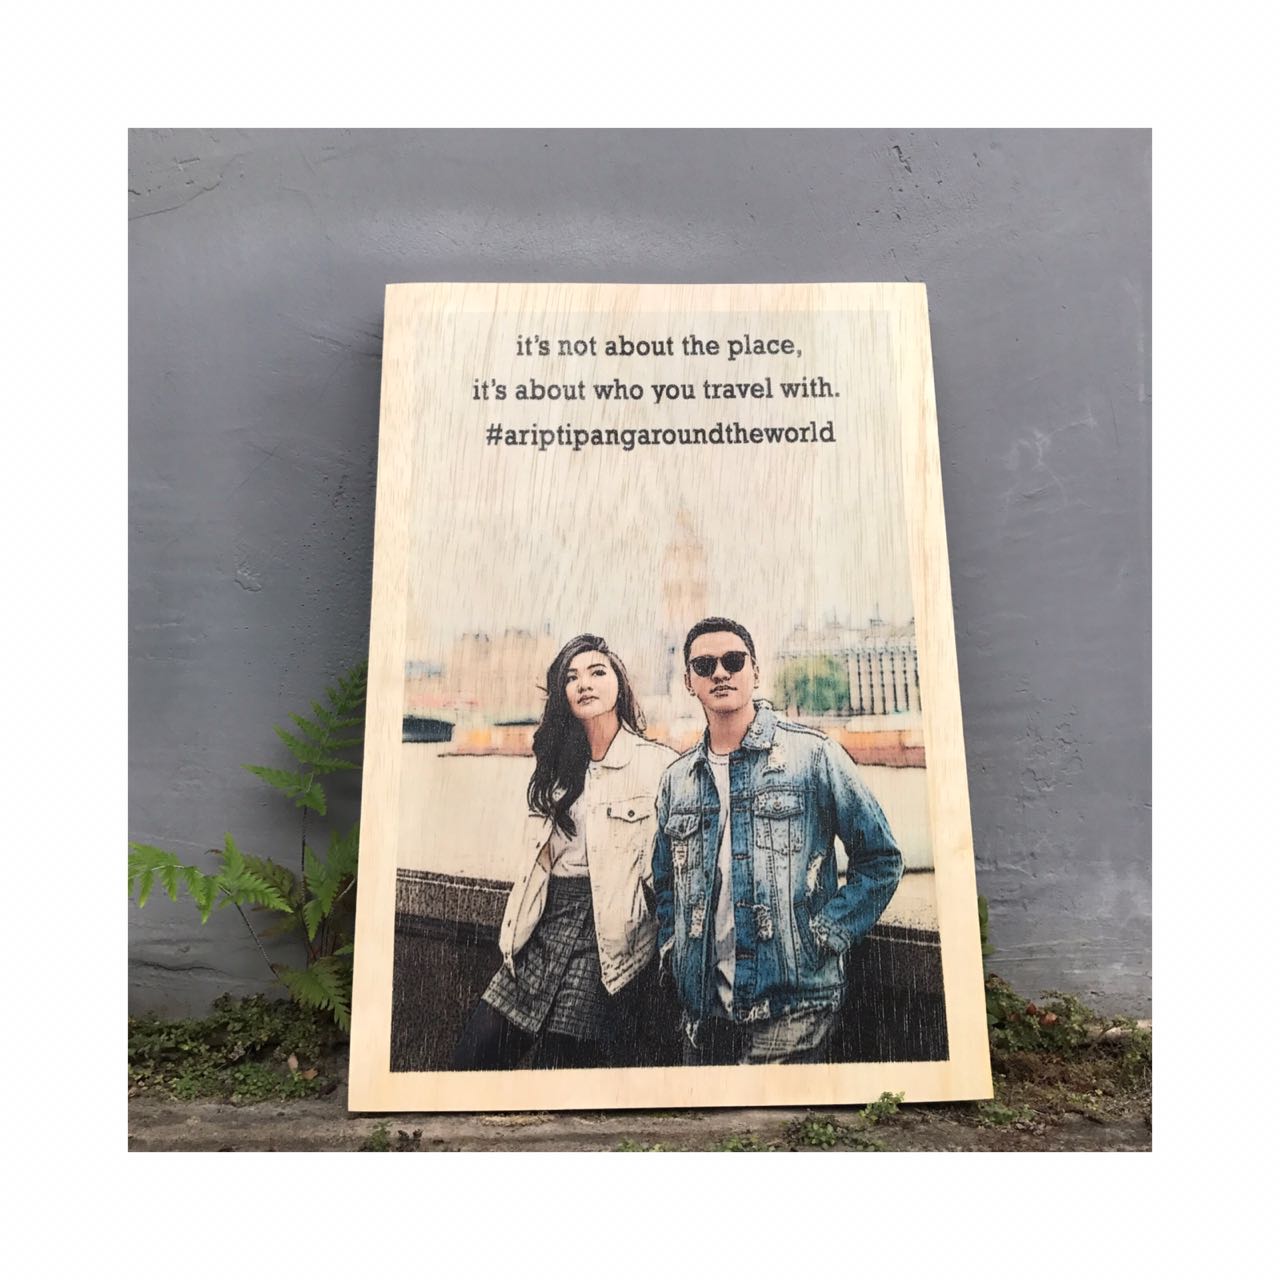 it's not about the place,
it's about who you travel with.
#ariptipangaroundtheworld